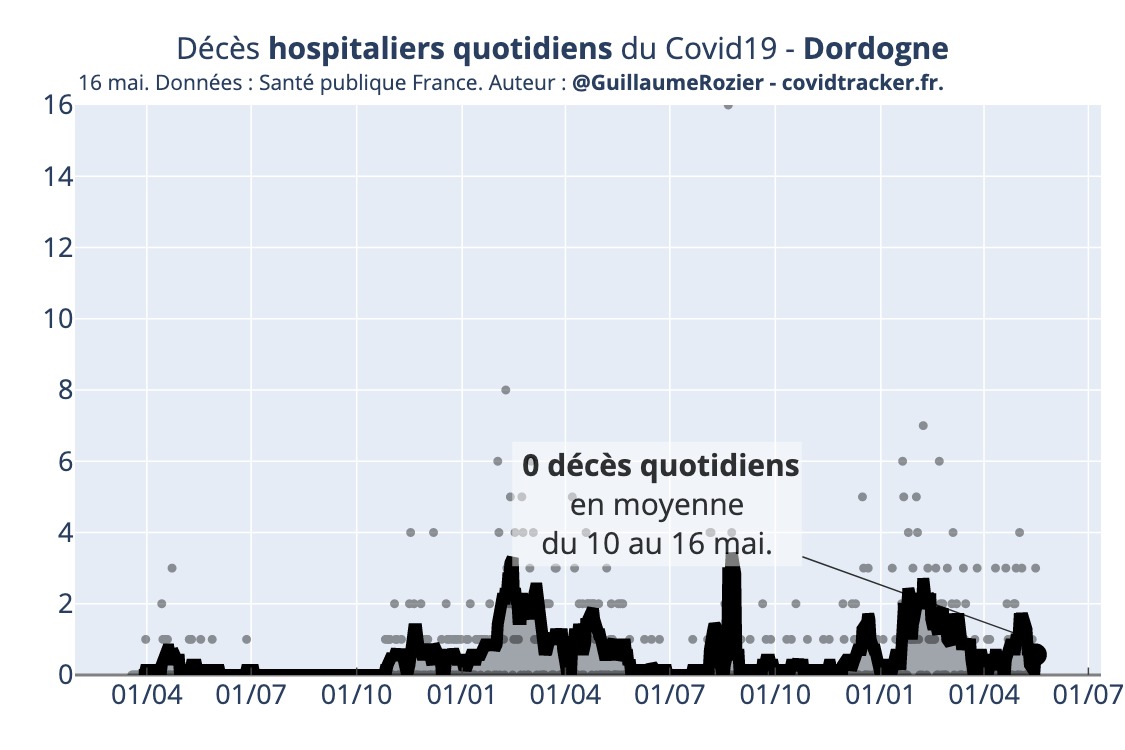 Décès hospitaliers quotidiens du Covid19 - Dordogne
16 mai. Données : Santé publique France. Auteur : @GuillaumeRozier - covidtracker.fr.
16
14
12
10
8
6
4
2
0
0 décès quotidiens
en moyenne
du 10 au 16 mai.
01/04 01/07 01/10 01/01 01/04 01/07 01/10 01/01 01/04 01/07